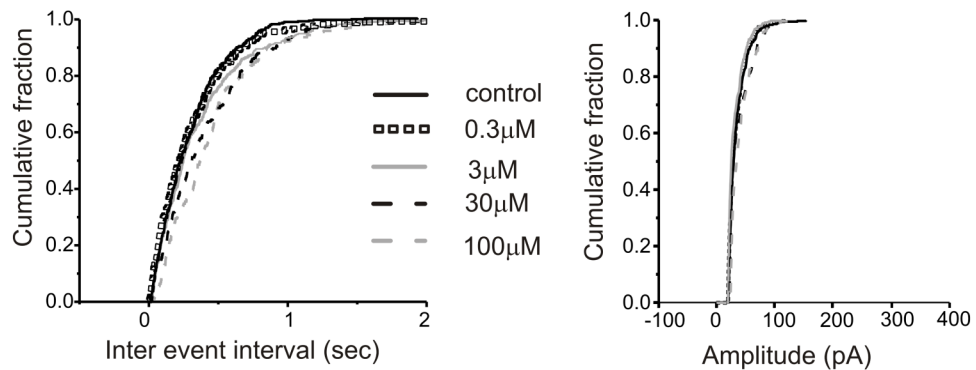 Cumulative fraction
1.0
0.8
0.6
0.4
0.2
0.0
0
1
2
Inter event interval (sec)
control
0.3μM
3μM
30μM
100μM
Cumulative fraction
1.0
0.8
0.6
0.4
0.2
0.0
-100
0
100
200
300
400
Amplitude (pA)